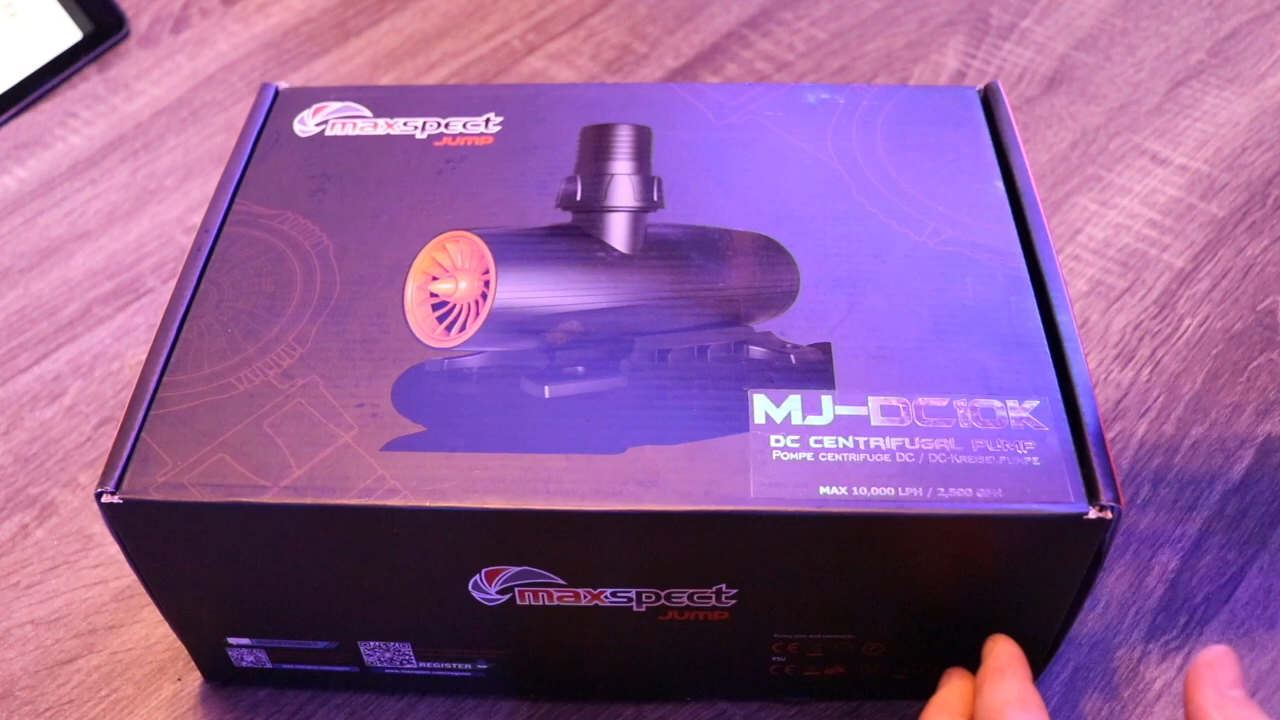 maxspect
JUMP
MJ-DC10K
DC CENTRIFUGAL PUMP
POMPE CENTRIFUGE DC / DC-KREISELPUMPE
MAX 10,000 LPH / 2,500 GPH
maxspect
JUMP
REGISTER
PSU